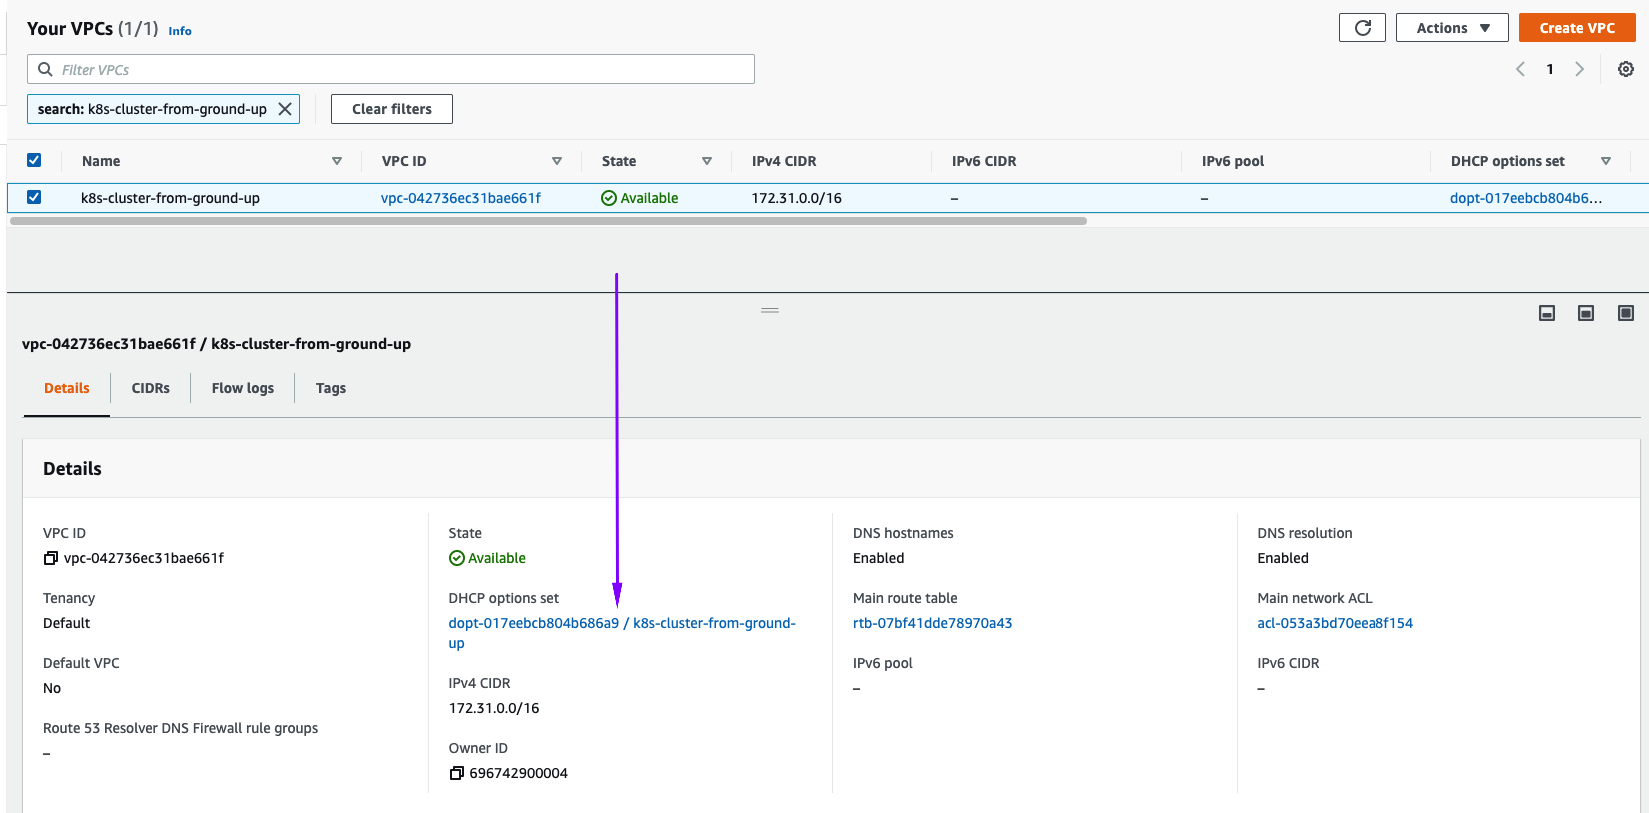 Your VPCs (1/1) Info
Actions
Create VPC
Filter VPCs
1
search: k8s-cluster-from-ground-up
Clear filters
Name VPC ID State IPv4 CIDR IPv6 CIDR IPv6 pool DHCP options set
k8s-cluster-from-ground-up vpc-042736ec31bae661f Available 172.31.0.0/16 – – dopt-017eebcb804b6...
vpc-042736ec31bae661f / k8s-cluster-from-ground-up
Details CIDRs Flow logs Tags
Details
VPC ID
vpc-042736ec31bae661f
Tenancy
Default
Default VPC
No
Route 53 Resolver DNS Firewall rule groups
–
State
Available
DHCP options set
dopt-017eebcb804b686a9 / k8s-cluster-from-ground-
up
IPv4 CIDR
172.31.0.0/16
Owner ID
696742900004
DNS hostnames
Enabled
Main route table
rtb-07bf41dde78970a43
IPv6 pool
–
DNS resolution
Enabled
Main network ACL
acl-053a3bd70eea8f154
IPv6 CIDR
–